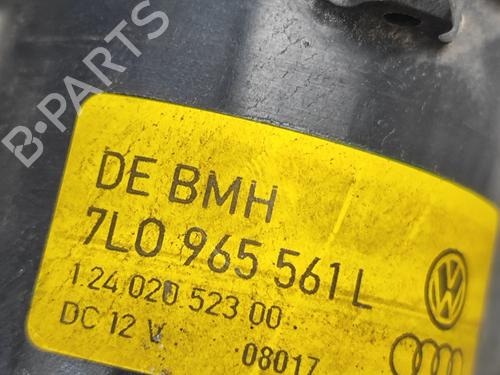 B-PARTS
DE BMH
7L0 965 561 L
1.24 020 523 00
DC 12 V 08017